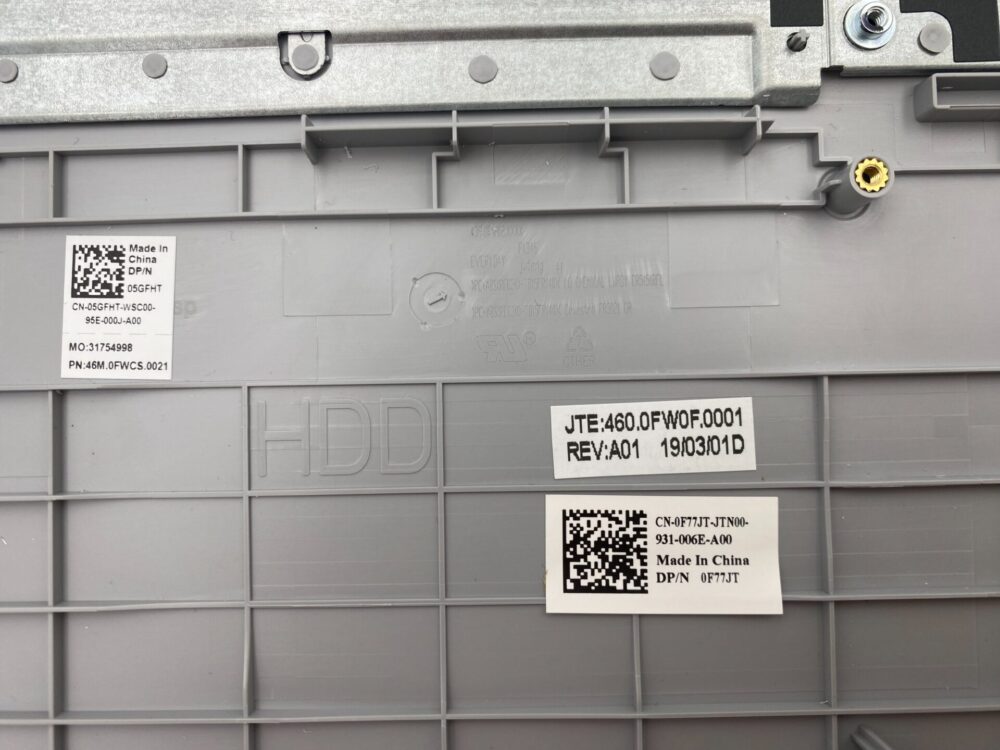 Made In
China
DP/N
05GFHT
CN-05GFHT-WSC00-
95E-000J-A00
MO:31754998
PN:46M.0FWCS.0021
HDD
JTE:460.0FW0F.0001
REV:A01 19/03/01D
CN-0F77JT-JTN00-
931-006E-A00
Made In China
DP/N 0F77JT